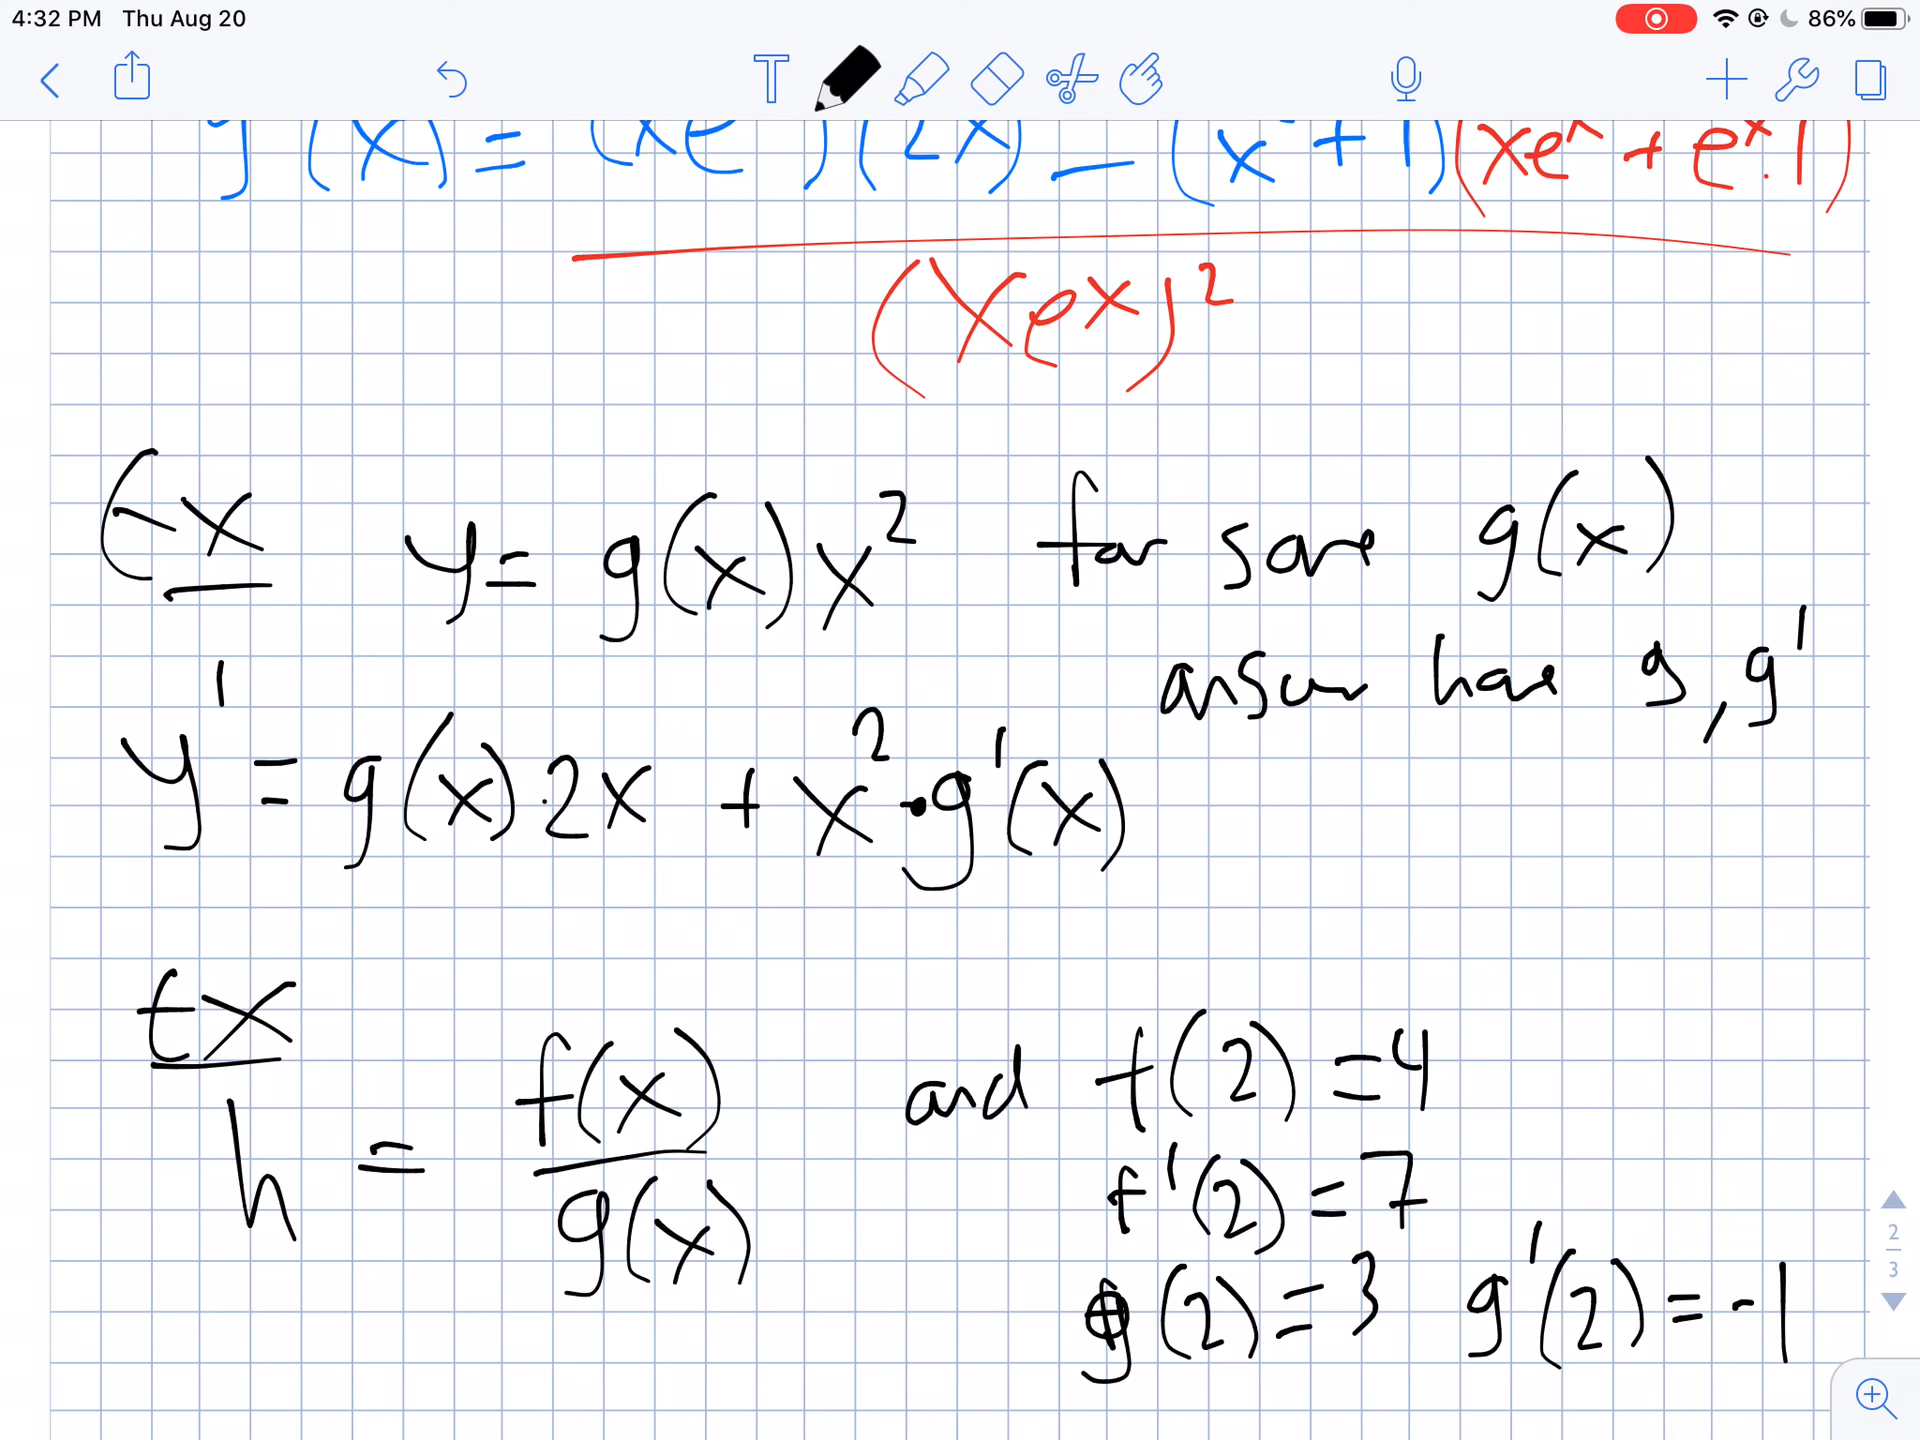 4:32 PM Thu Aug 20 86%
T
y'(x) = (xe^x)(2x) - (x²+1)(xe^x + e^x·1)
(xe^x)²
Ex y = g(x)x² for some g(x)
answer have g, g'
y' = g(x)·2x + x²·g'(x)
Ex
h = f(x)/g(x) and f(2) = 4
f'(2) = 7
g(2) = 3 g'(2) = -1
2
3